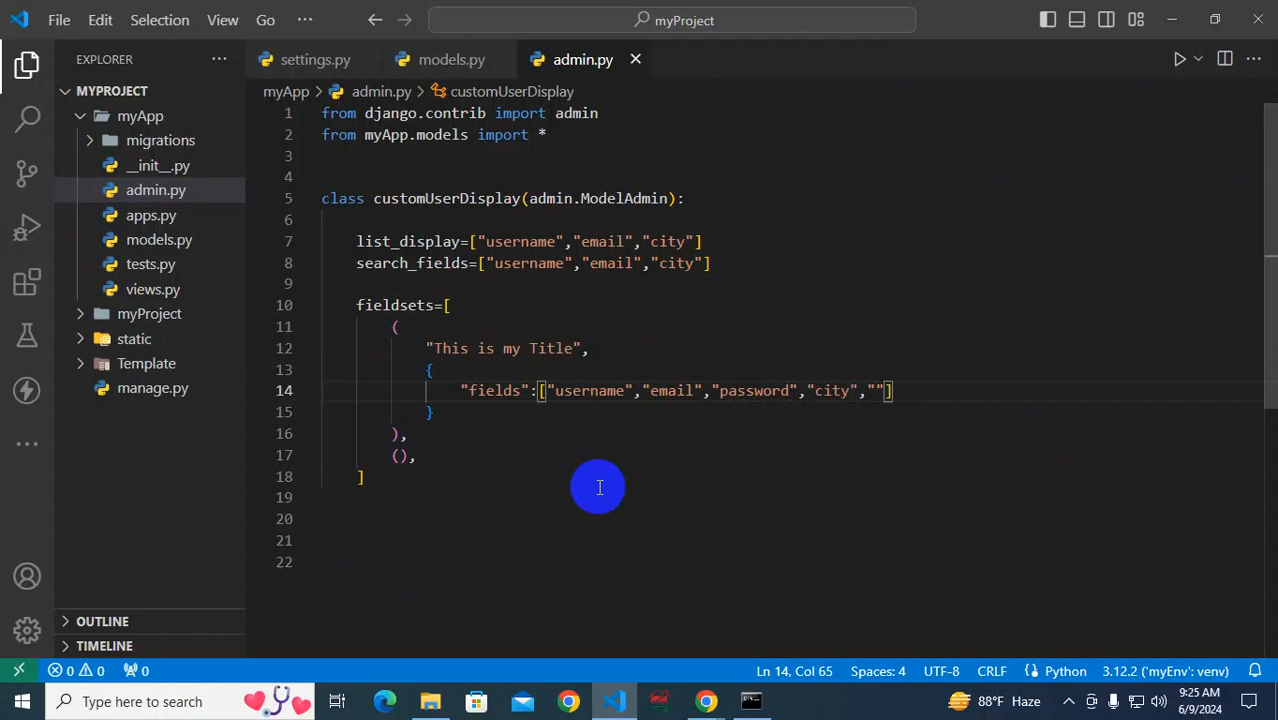 File Edit Selection View Go ··· myProject
EXPLORER ···
settings.py models.py admin.py
MYPROJECT
myApp
migrations
__init__.py
admin.py
apps.py
models.py
tests.py
views.py
myProject
static
Template
manage.py
OUTLINE
TIMELINE
myApp > admin.py > customUserDisplay
1 from django.contrib import admin
2 from myApp.models import *
3
4
5 class customUserDisplay(admin.ModelAdmin):
6
7 list_display=["username","email","city"]
8 search_fields=["username","email","city"]
9
10 fieldsets=[
11 (
12 "This is my Title",
13 {
14 "fields":["username","email","password","city",""]
15 }
16 ),
17 (),
18 ]
19
20
21
22
0 0 0 Ln 14, Col 65 Spaces: 4 UTF-8 CRLF Python 3.12.2 ('myEnv': venv)
Type here to search 88°F Haze 9:25 AM
6/9/2024